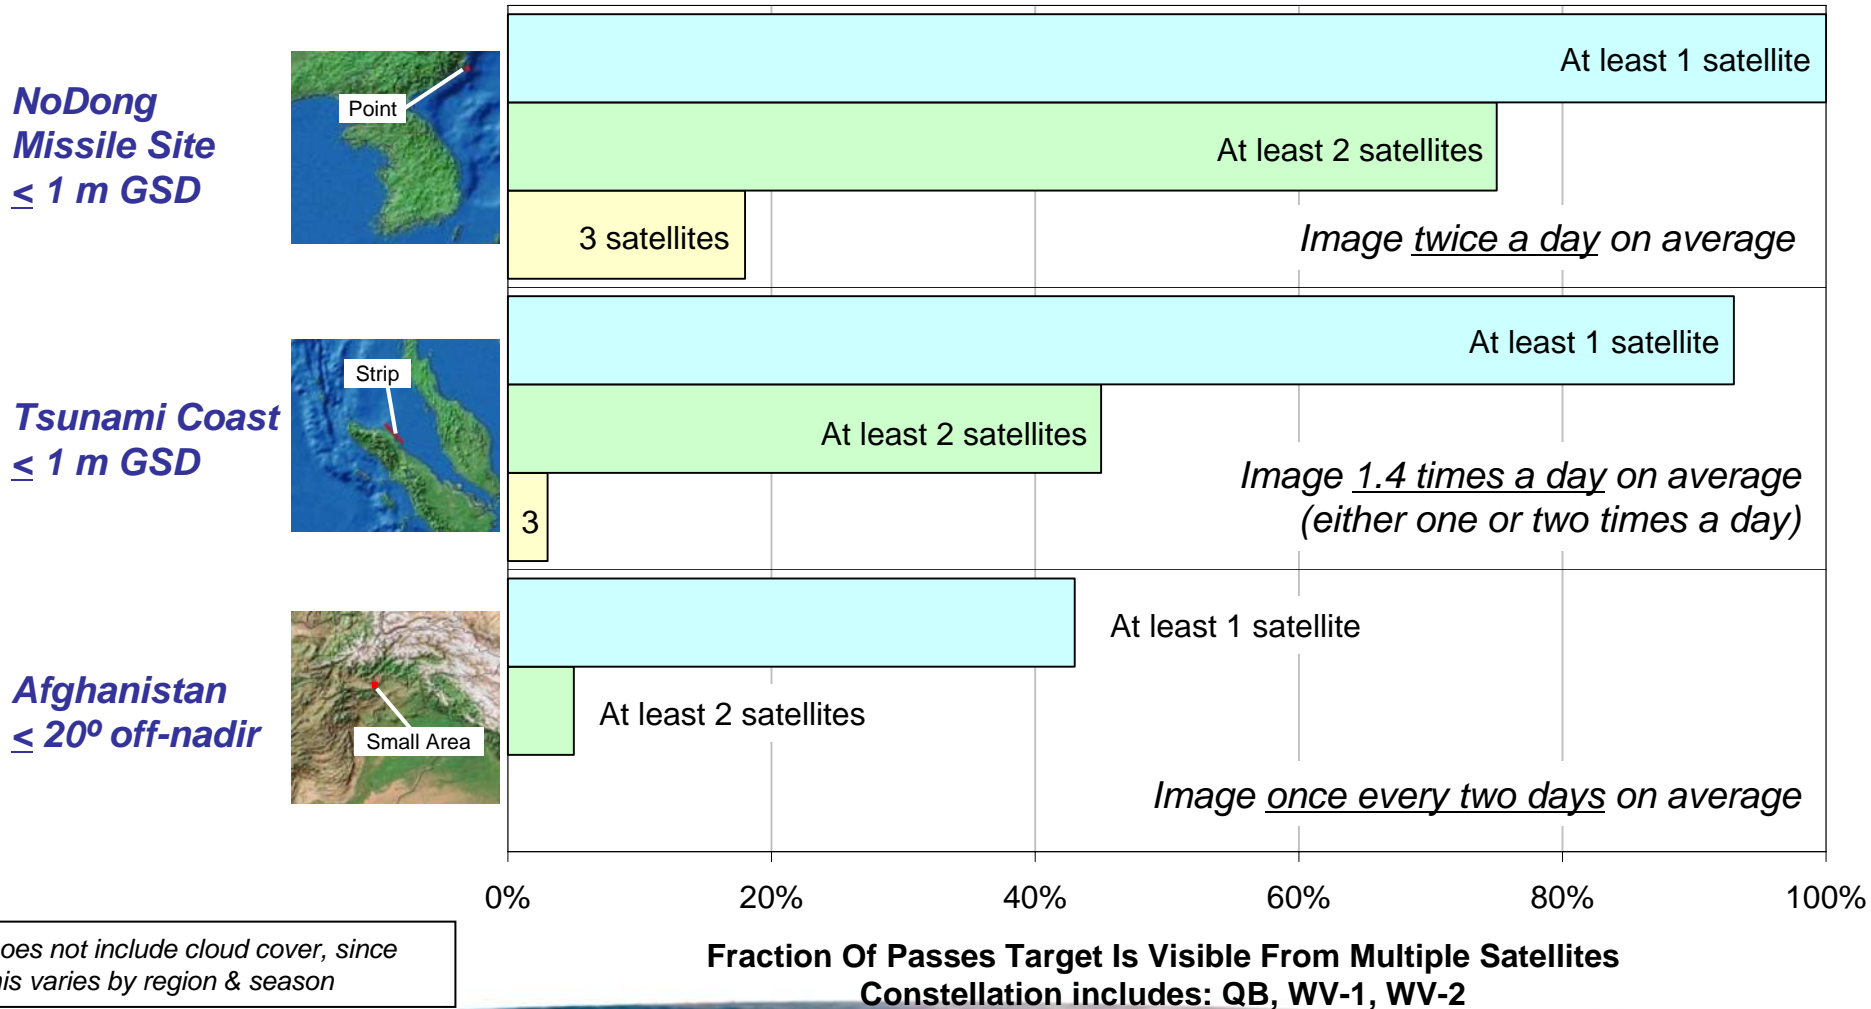 NoDong
Missile Site
≤ 1 m GSD
Point
At least 1 satellite
At least 2 satellites
3 satellites
Image twice a day on average
Tsunami Coast
≤ 1 m GSD
Strip
At least 1 satellite
At least 2 satellites
3
Image 1.4 times a day on average
(either one or two times a day)
Afghanistan
≤ 20º off-nadir
Small Area
At least 1 satellite
At least 2 satellites
Image once every two days on average
0% 20% 40% 60% 80% 100%
Fraction Of Passes Target Is Visible From Multiple Satellites
Constellation includes: QB, WV-1, WV-2
oes not include cloud cover, since
his varies by region & season